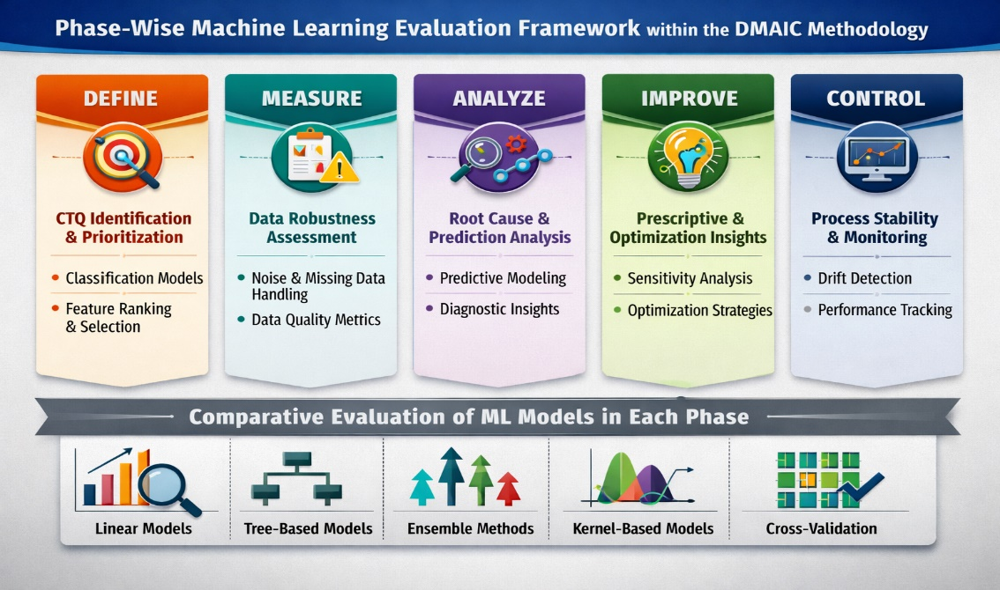 Phase-Wise Machine Learning Evaluation Framework within the DMAIC Methodology
DEFINE
CTQ Identification
& Prioritization
Classification Models
Feature Ranking
& Selection
MEASURE
Data Robustness
Assessment
Noise & Missing Data
Handling
Data Quality Mettics
ANALYZE
Root Cause &
Prediction Analysis
Predictive Modeling
Diagnostic Insights
IMPROVE
Prescriptive &
Optimization Insights
Sensitivity Analysis
Optimization Strategies
CONTROL
Process Stability
& Monitoring
Drift Detection
Performance Tracking
Comparative Evaluation of ML Models in Each Phase
Linear Models
Tree-Based Models
Ensemble Methods
Kernel-Based Models
Cross-Validation